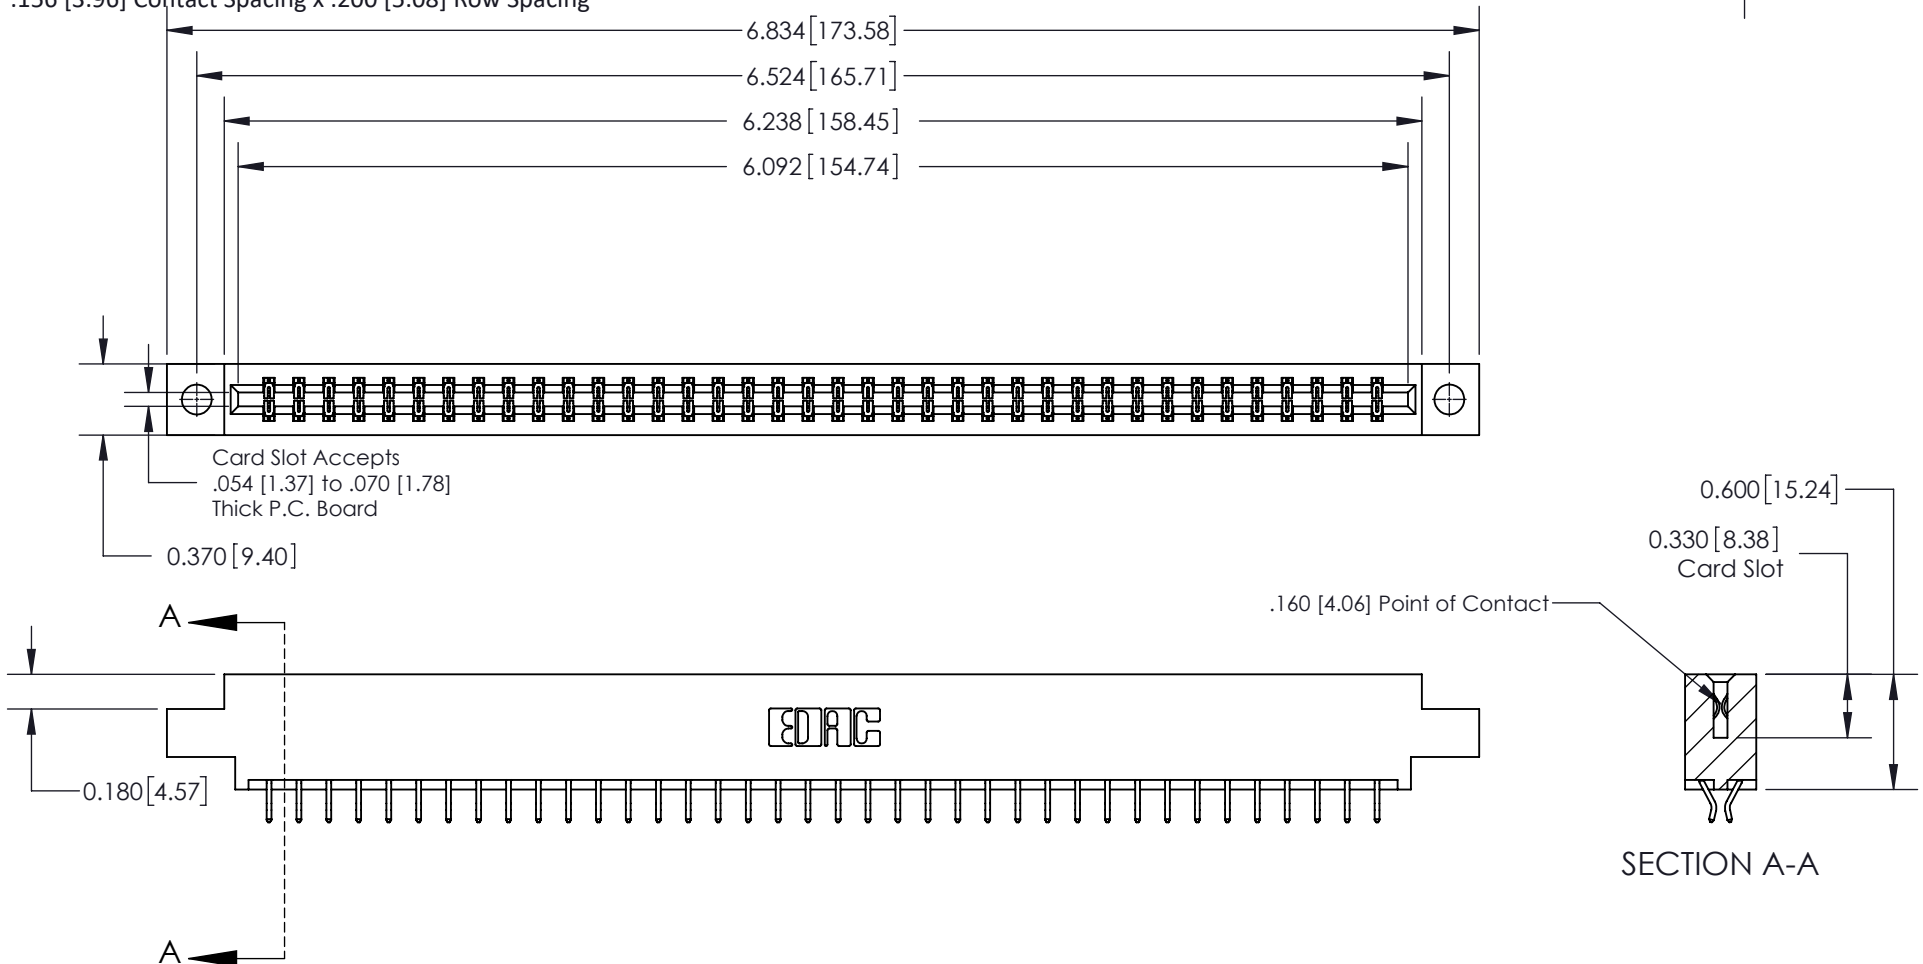 .156 [3.96] Contact Spacing x .200 [5.08] Row Spacing
6.834[173.58]
6.524[165.71]
6.238[158.45]
6.092[154.74]
Card Slot Accepts
.054 [1.37] to .070 [1.78]
Thick P.C. Board
0.370[9.40]
0.600[15.24]
0.330[8.38]
Card Slot
.160 [4.06] Point of Contact
A
EDAC
0.180[4.57]
SECTION A-A
A